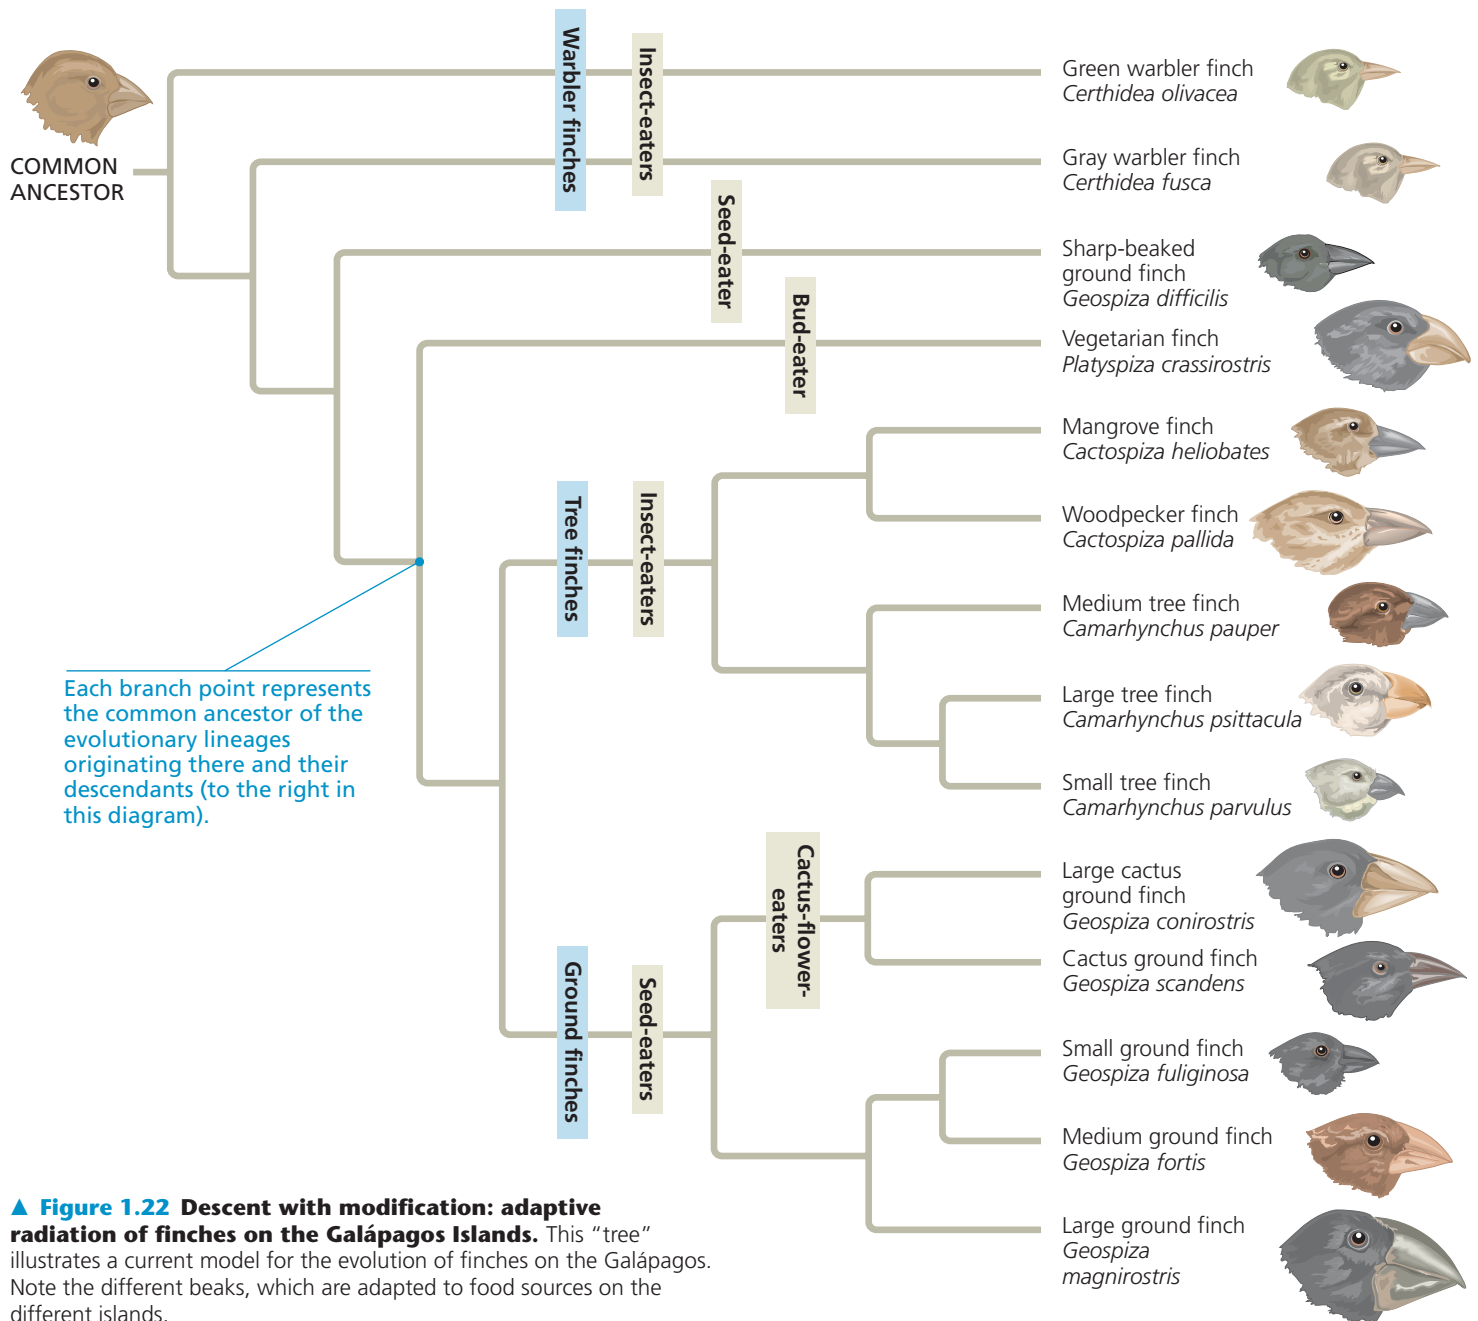 COMMON
ANCESTOR
Warbler finches
Insect-eaters
Seed-eater
Bud-eater
Tree finches
Insect-eaters
Cactus-flower-
eaters
Ground finches
Seed-eaters
Green warbler finch
Certhidea olivacea
Gray warbler finch
Certhidea fusca
Sharp-beaked
ground finch
Geospiza difficilis
Vegetarian finch
Platyspiza crassirostris
Mangrove finch
Cactospiza heliobates
Woodpecker finch
Cactospiza pallida
Medium tree finch
Camarhynchus pauper
Large tree finch
Camarhynchus psittacula
Small tree finch
Camarhynchus parvulus
Large cactus
ground finch
Geospiza conirostris
Cactus ground finch
Geospiza scandens
Small ground finch
Geospiza fuliginosa
Medium ground finch
Geospiza fortis
Large ground finch
Geospiza
magnirostris
Each branch point represents
the common ancestor of the
evolutionary lineages
originating there and their
descendants (to the right in
this diagram).
▲ Figure 1.22 Descent with modification: adaptive
radiation of finches on the Galápagos Islands. This “tree”
illustrates a current model for the evolution of finches on the Galápagos.
Note the different beaks, which are adapted to food sources on the
different islands.